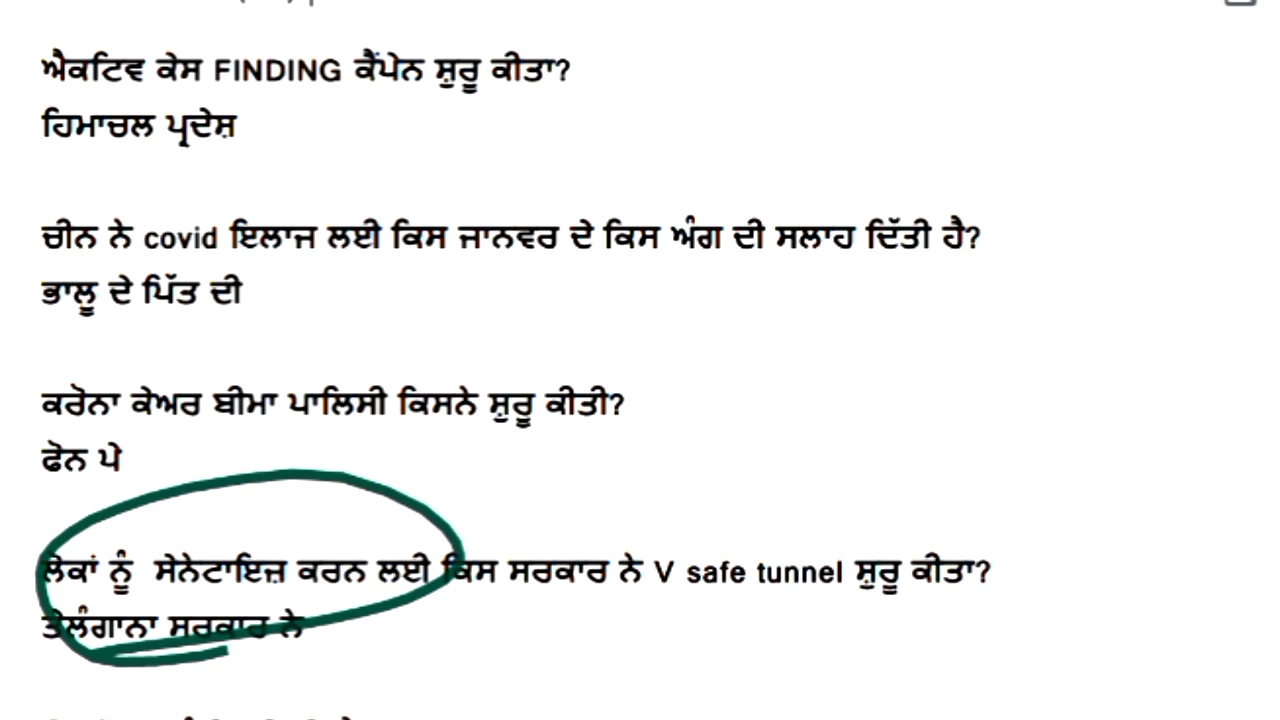 ਐਕਟਿਵ ਕੇਸ FINDING ਕੈਂਪੇਨ ਸ਼ੁਰੂ ਕੀਤਾ?
ਹਿਮਾਚਲ ਪ੍ਰਦੇਸ਼
ਚੀਨ ਨੇ covid ਇਲਾਜ ਲਈ ਕਿਸ ਜਾਨਵਰ ਦੇ ਕਿਸ ਅੰਗ ਦੀ ਸਲਾਹ ਦਿੱਤੀ ਹੈ?
ਭਾਲੂ ਦੇ ਪਿੱਤ ਦੀ
ਕਰੋਨਾ ਕੇਅਰ ਬੀਮਾ ਪਾਲਿਸੀ ਕਿਸਨੇ ਸ਼ੁਰੂ ਕੀਤੀ?
ਫੋਨ ਪੇ
ਲੋਕਾਂ ਨੂੰ ਸੇਨੇਟਾਇਜ਼ ਕਰਨ ਲਈ ਕਿਸ ਸਰਕਾਰ ਨੇ V safe tunnel ਸ਼ੁਰੂ ਕੀਤਾ?
ਤੇਲੰਗਾਨਾ ਸਰਕਾਰ ਨੇ